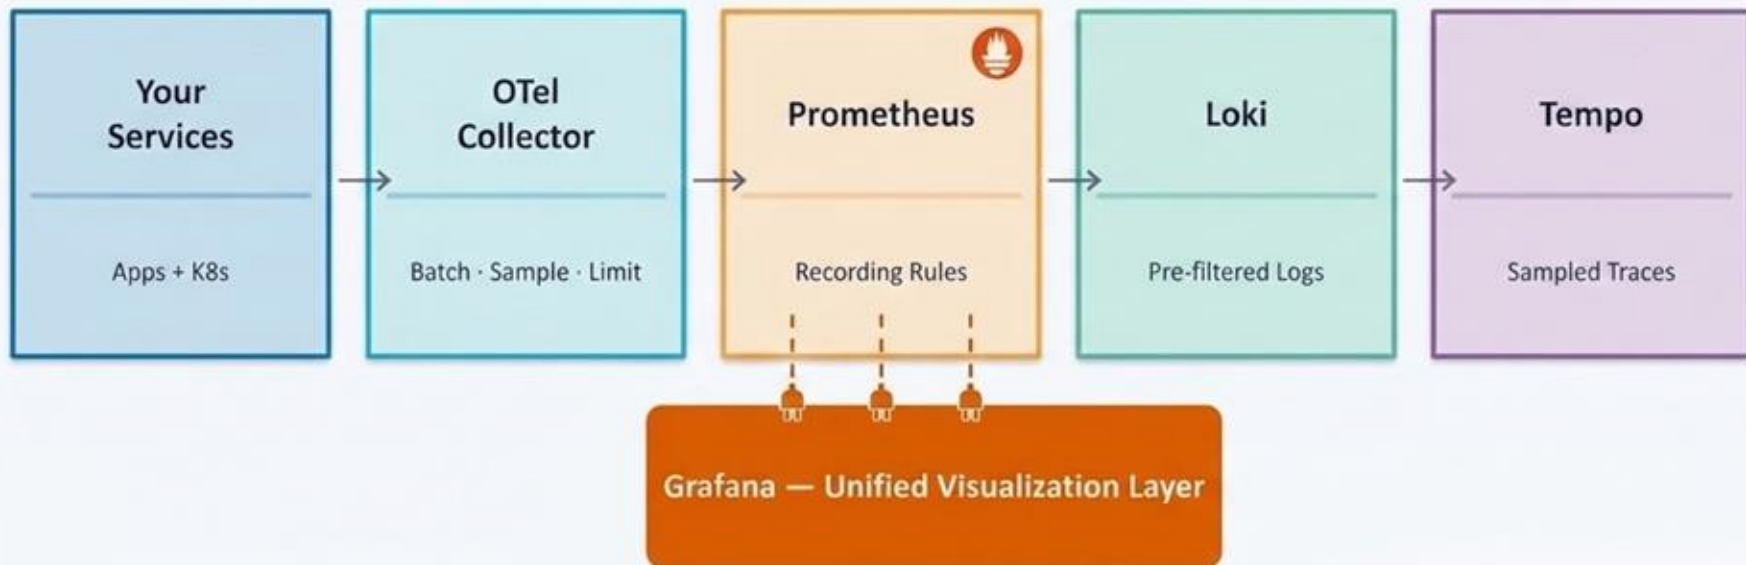 Your
Services
Apps + K8s
OTel
Collector
Batch · Sample · Limit
Prometheus
Recording Rules
Loki
Pre-filtered Logs
Tempo
Sampled Traces
Grafana — Unified Visualization Layer